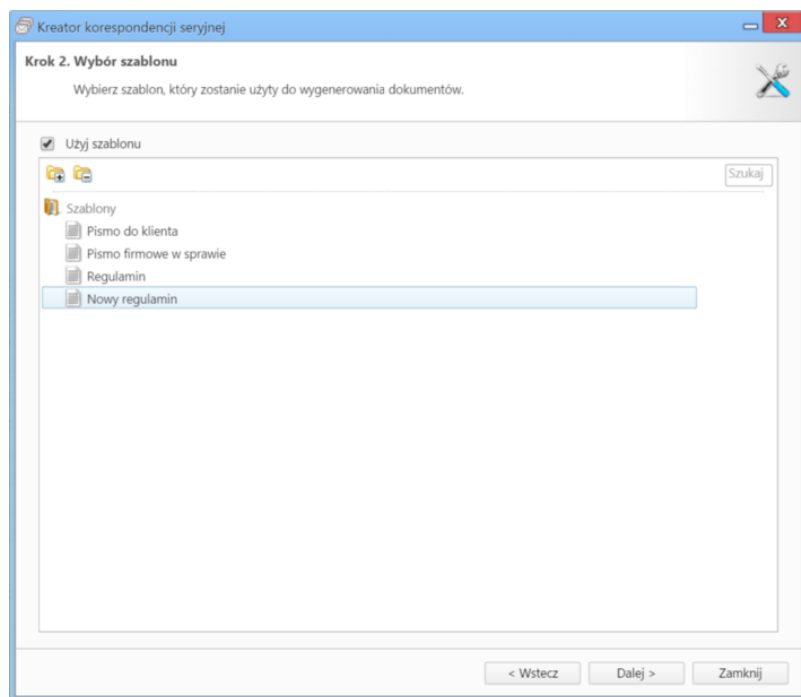 Kreator korespondencji seryjnej
Krok 2. Wybór szablonu
Wybierz szablon, który zostanie użyty do wygenerowania dokumentów.
Użyj szablonu
Szukaj
Szablony
Pismo do klienta
Pismo firmowe w sprawie
Regulamin
Nowy regulamin
< Wstecz
Dalej >
Zamknij